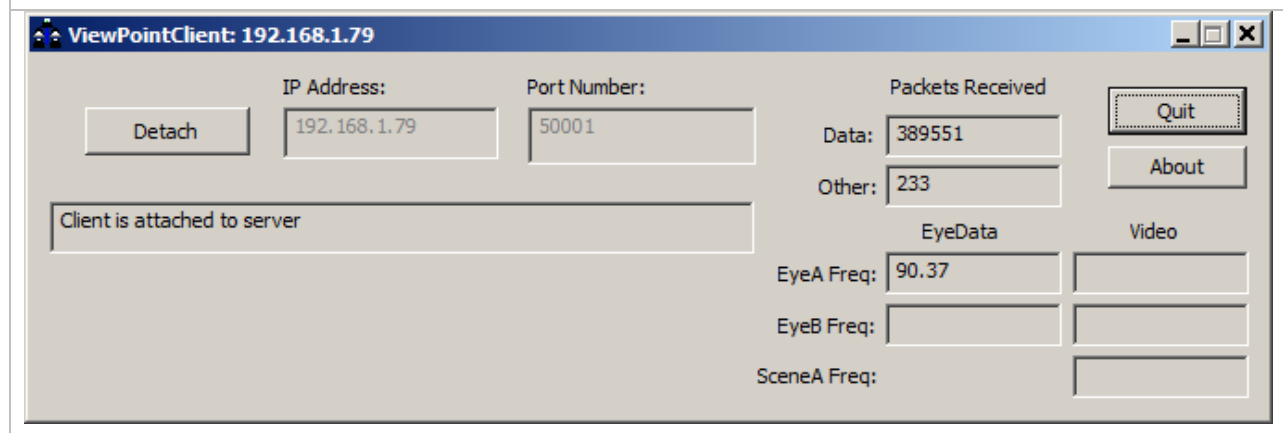 ViewPointClient: 192.168.1.79
IP Address:
Port Number:
Packets Received
Detach
192.168.1.79
50001
Data:
389551
Quit
Other:
233
About
Client is attached to server
EyeData
Video
EyeA Freq:
90.37
EyeB Freq:
SceneA Freq: